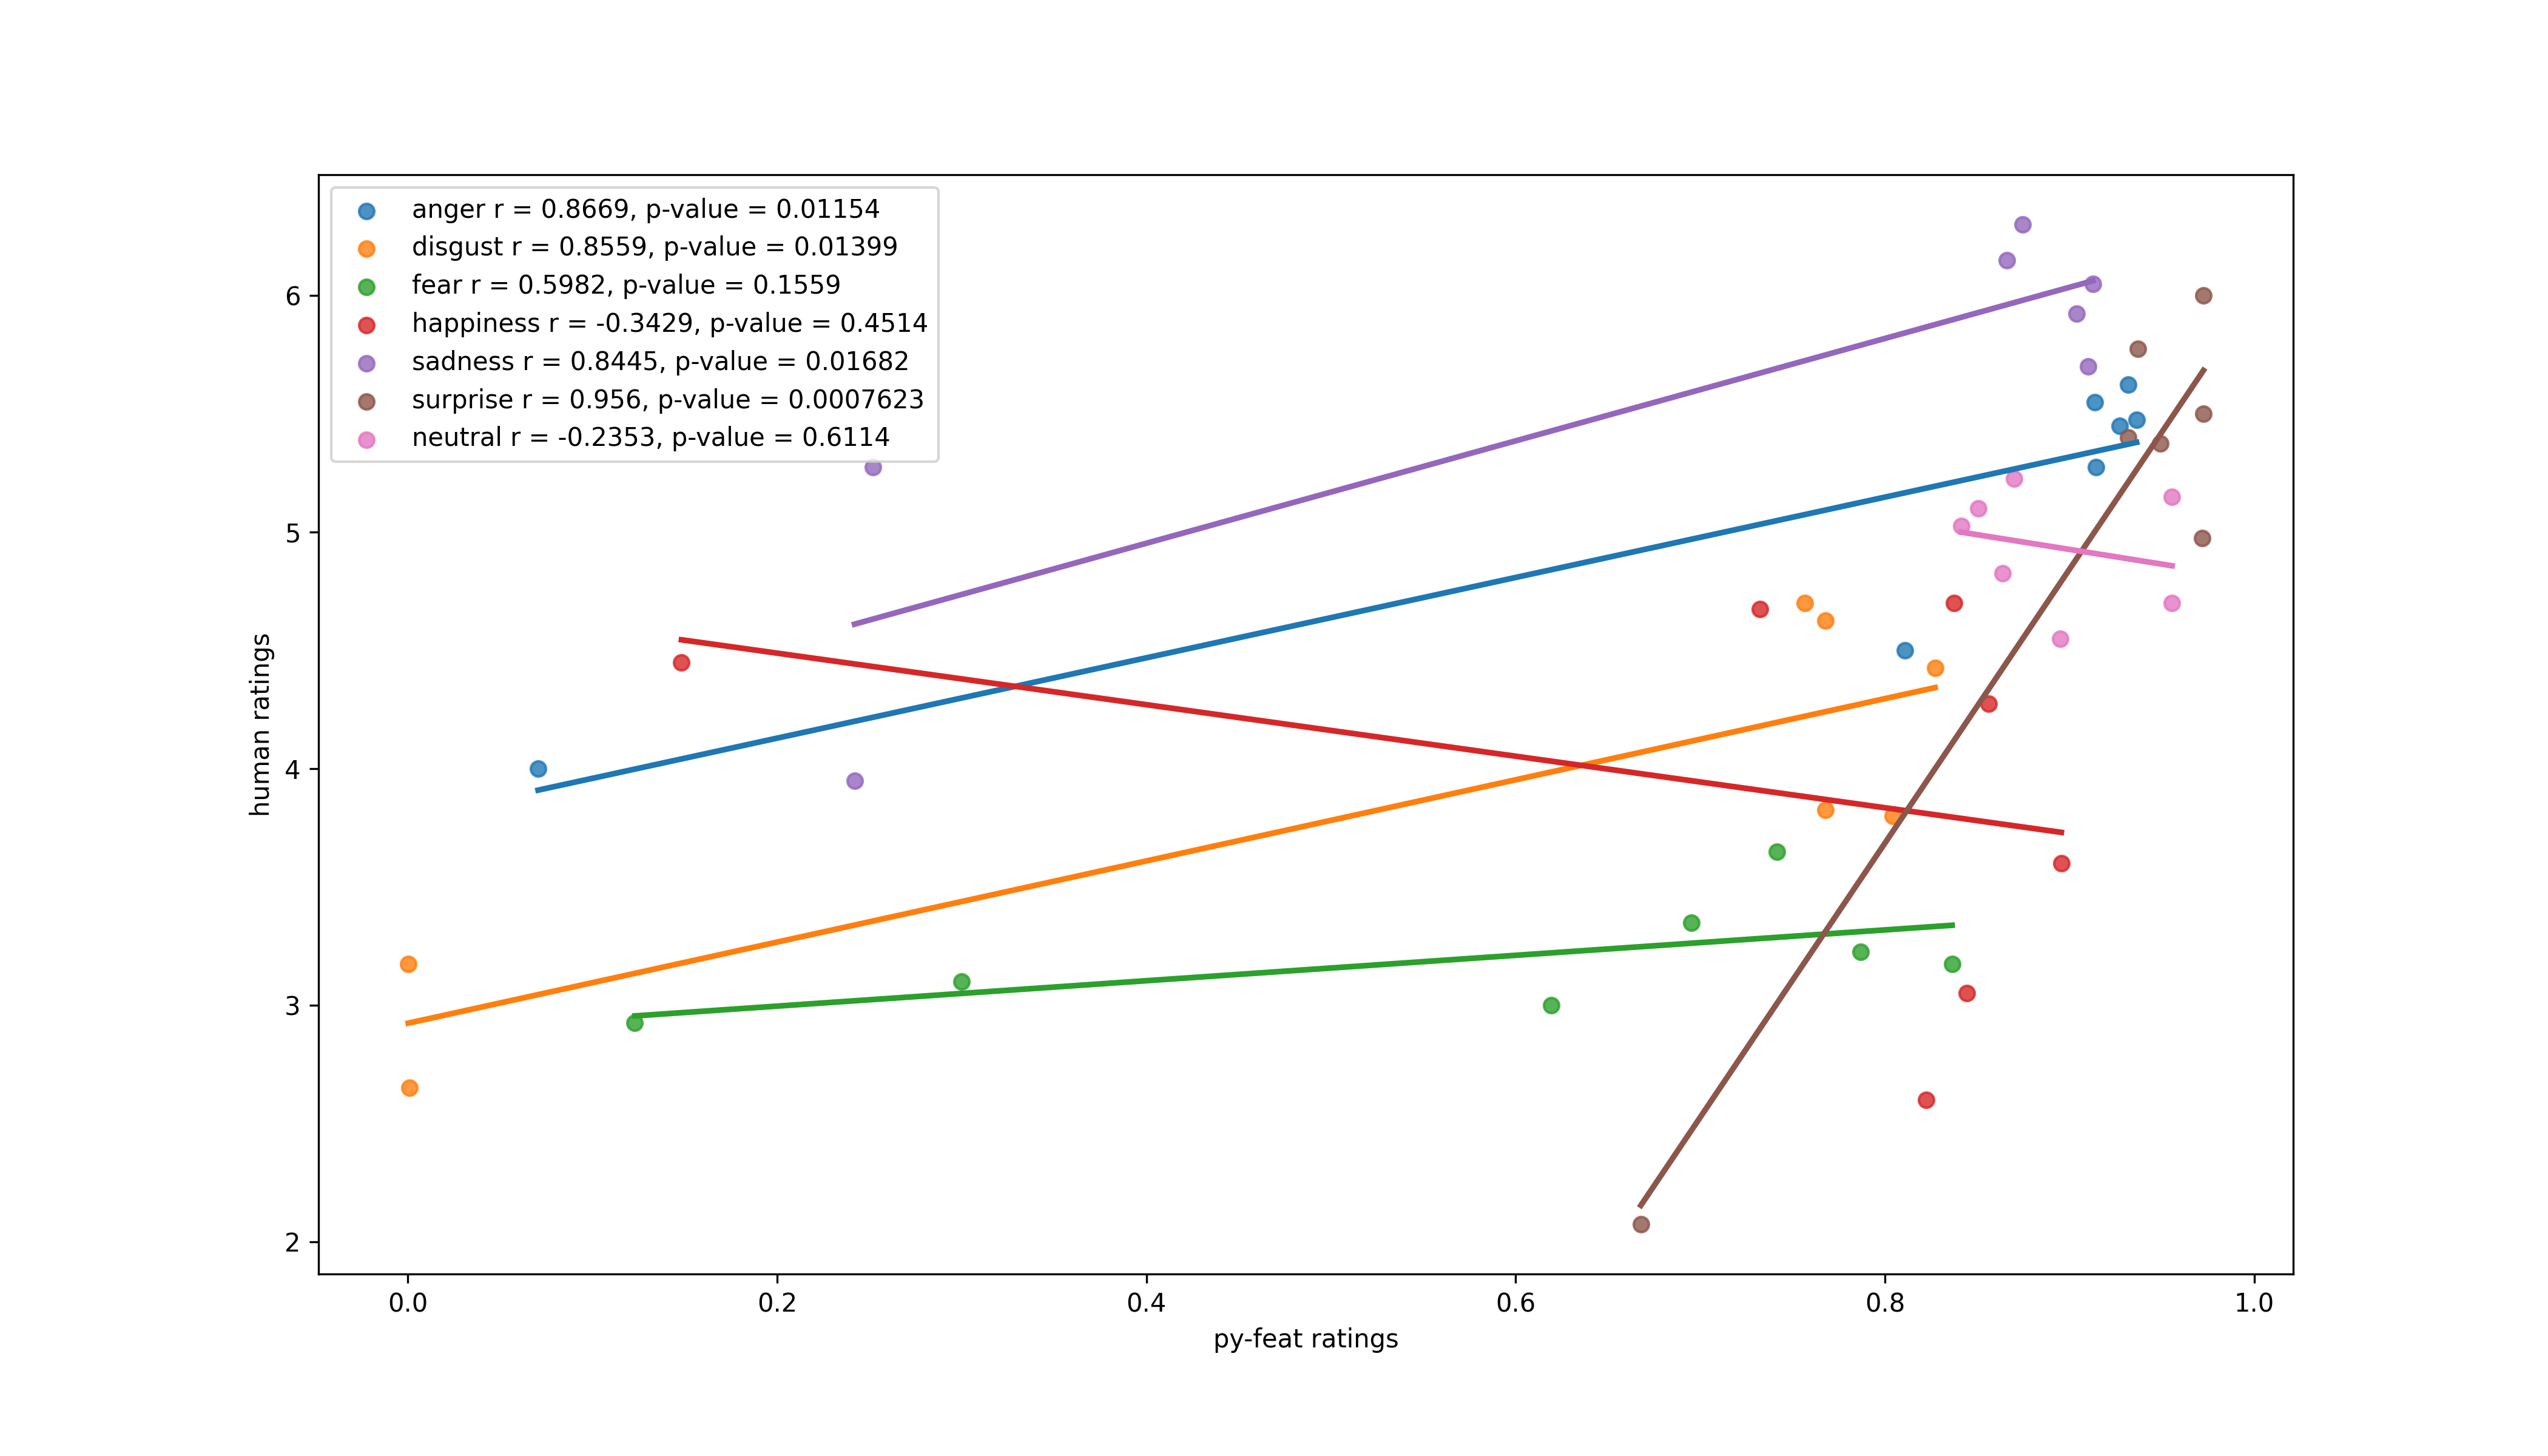 anger r = 0.8669, p-value = 0.01154
disgust r = 0.8559, p-value = 0.01399
fear r = 0.5982, p-value = 0.1559
happiness r = -0.3429, p-value = 0.4514
sadness r = 0.8445, p-value = 0.01682
surprise r = 0.956, p-value = 0.0007623
neutral r = -0.2353, p-value = 0.6114
6
5
4
3
2
human ratings
0.0 0.2 0.4 0.6 0.8 1.0
py-feat ratings